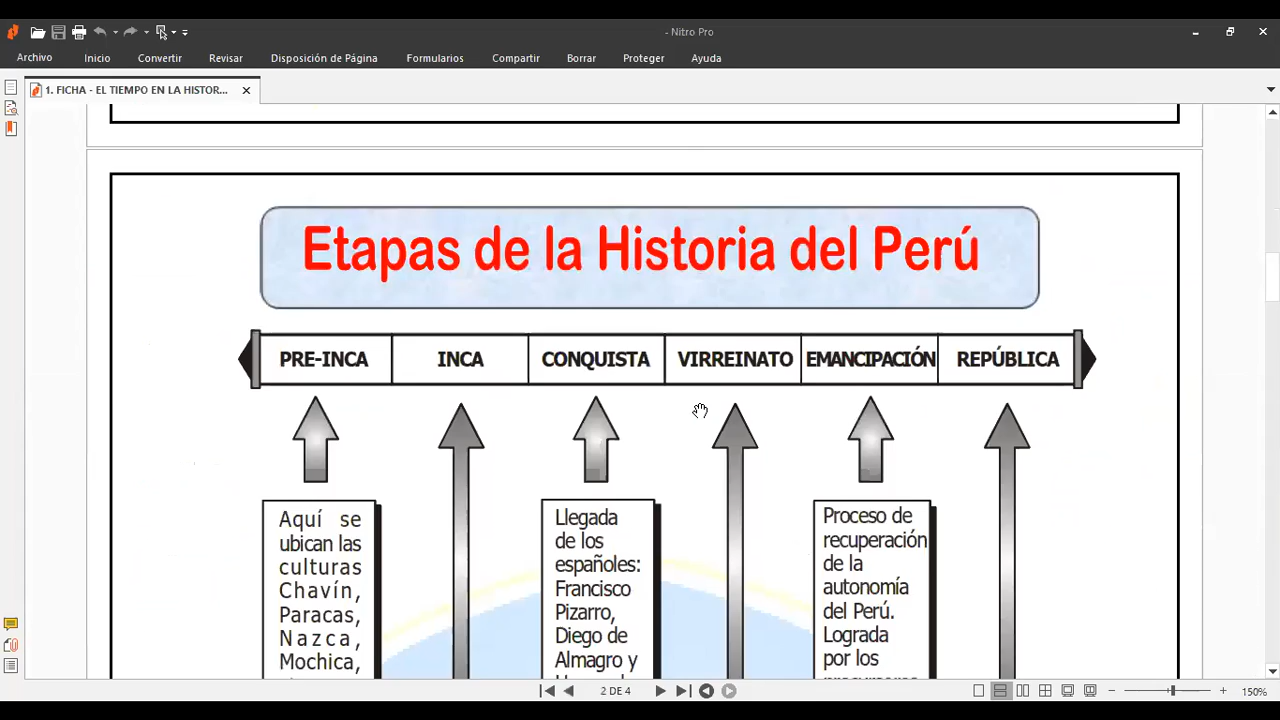 - Nitro Pro
Archivo Inicio Convertir Revisar Disposición de Página Formularios Compartir Borrar Proteger Ayuda
1. FICHA - EL TIEMPO EN LA HISTOR...
Etapas de la Historia del Perú
PRE-INCA INCA CONQUISTA VIRREINATO EMANCIPACIÓN REPÚBLICA
Aquí se
ubican las
culturas
Chavín,
Paracas,
Nazca,
Mochica,
Llegada
de los
españoles:
Francisco
Pizarro,
Diego de
Almagro y
Proceso de
recuperación
de la
autonomía
del Perú.
Lograda
por los
2 DE 4
150%